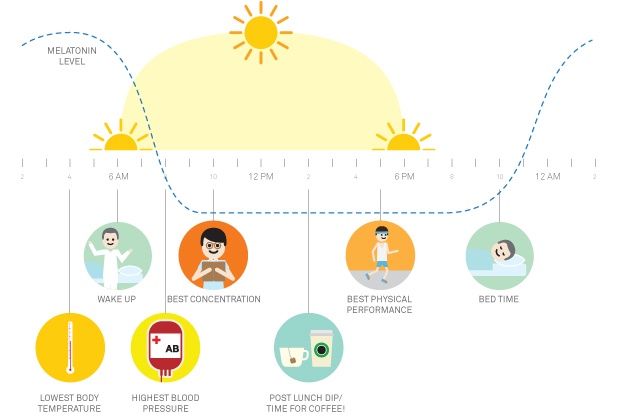 MELATONIN
LEVEL
2 4 6 AM 8 10 12 PM 2 4 6 PM 8 10 12 AM 2
WAKE UP
BEST CONCENTRATION
BEST PHYSICAL
PERFORMANCE
BED TIME
AB
LOWEST BODY
TEMPERATURE
HIGHEST BLOOD
PRESSURE
POST LUNCH DIP/
TIME FOR COFFEE!